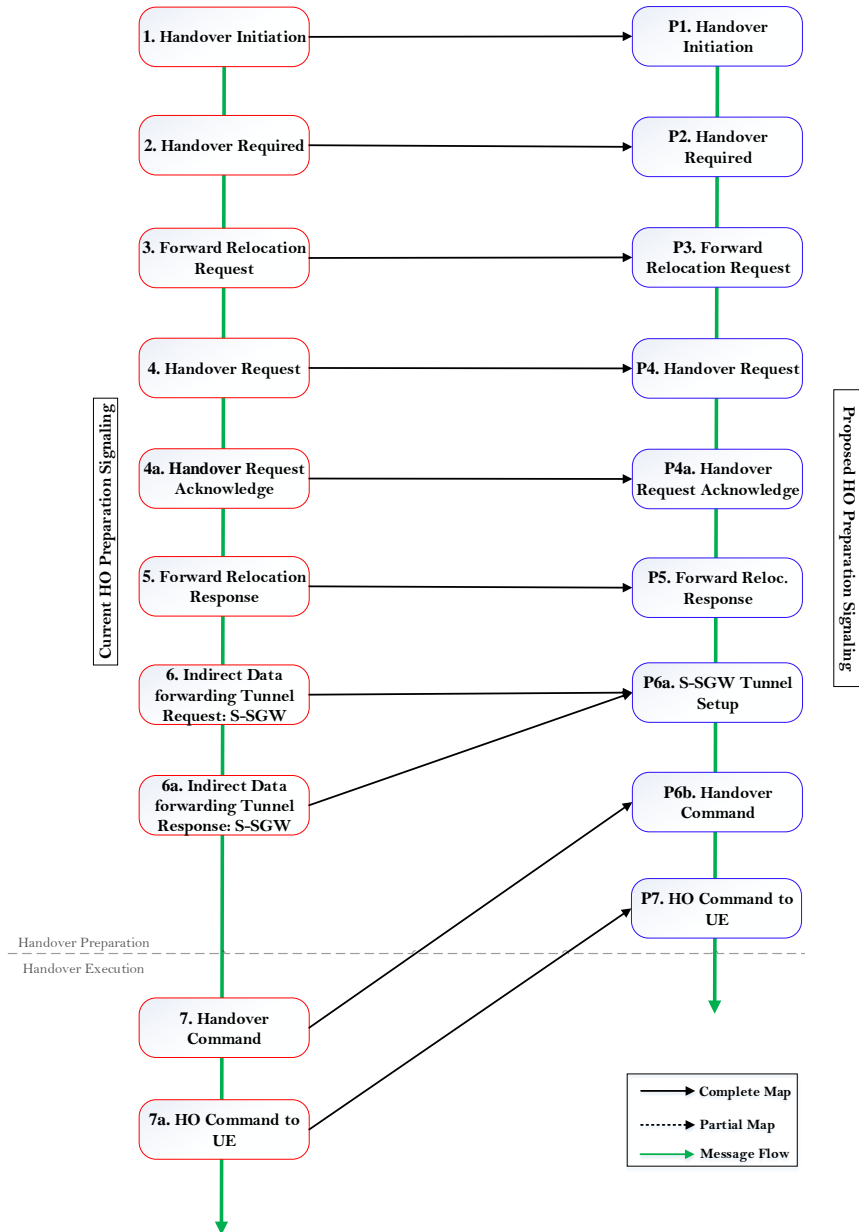 1. Handover Initiation
P1. Handover
Initiation
2. Handover Required
P2. Handover
Required
3. Forward Relocation
Request
P3. Forward
Relocation Request
4. Handover Request
P4. Handover Request
4a. Handover Request
Acknowledge
P4a. Handover
Request Acknowledge
5. Forward Relocation
Response
P5. Forward Reloc.
Response
6. Indirect Data
forwarding Tunnel
Request: S-SGW
P6a. S-SGW Tunnel
Setup
6a. Indirect Data
forwarding Tunnel
Response: S-SGW
P6b. Handover
Command
P7. HO Command to
UE
Current HO Preparation Signaling
Proposed HO Preparation Signaling
Handover Preparation
Handover Execution
7. Handover
Command
7a. HO Command to
UE
Complete Map
Partial Map
Message Flow